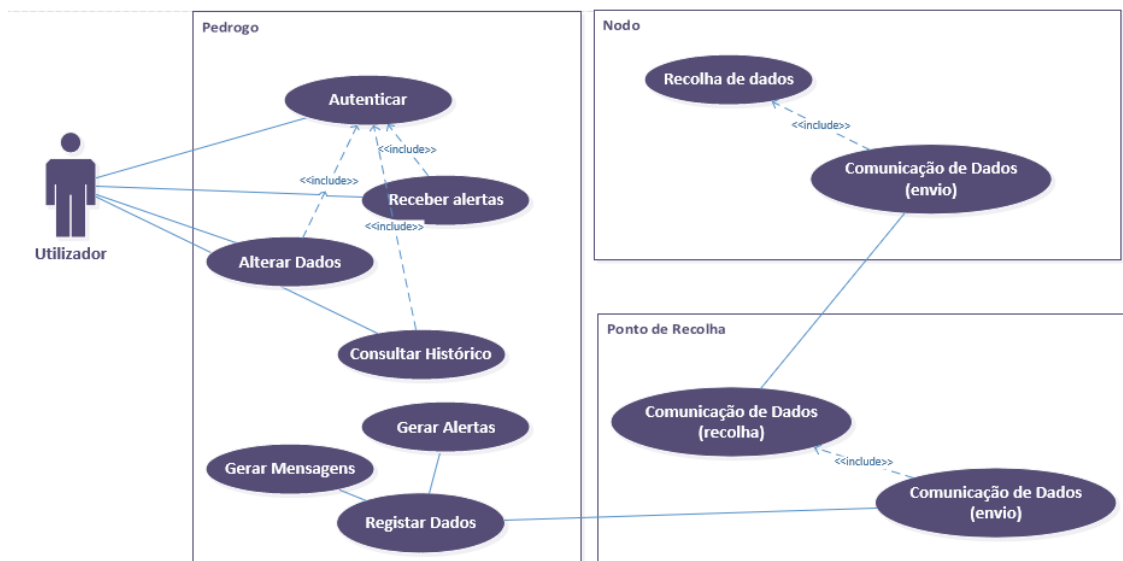 Pedrogo
Autenticar
<<include>>
<<include>>
Receber alertas
<<include>>
Utilizador
Alterar Dados
Consultar Histórico
Gerar Alertas
Gerar Mensagens
Registar Dados
Nodo
Recolha de dados
<<include>>
Comunicação de Dados
(envio)
Ponto de Recolha
Comunicação de Dados
(recolha)
<<include>>
Comunicação de Dados
(envio)